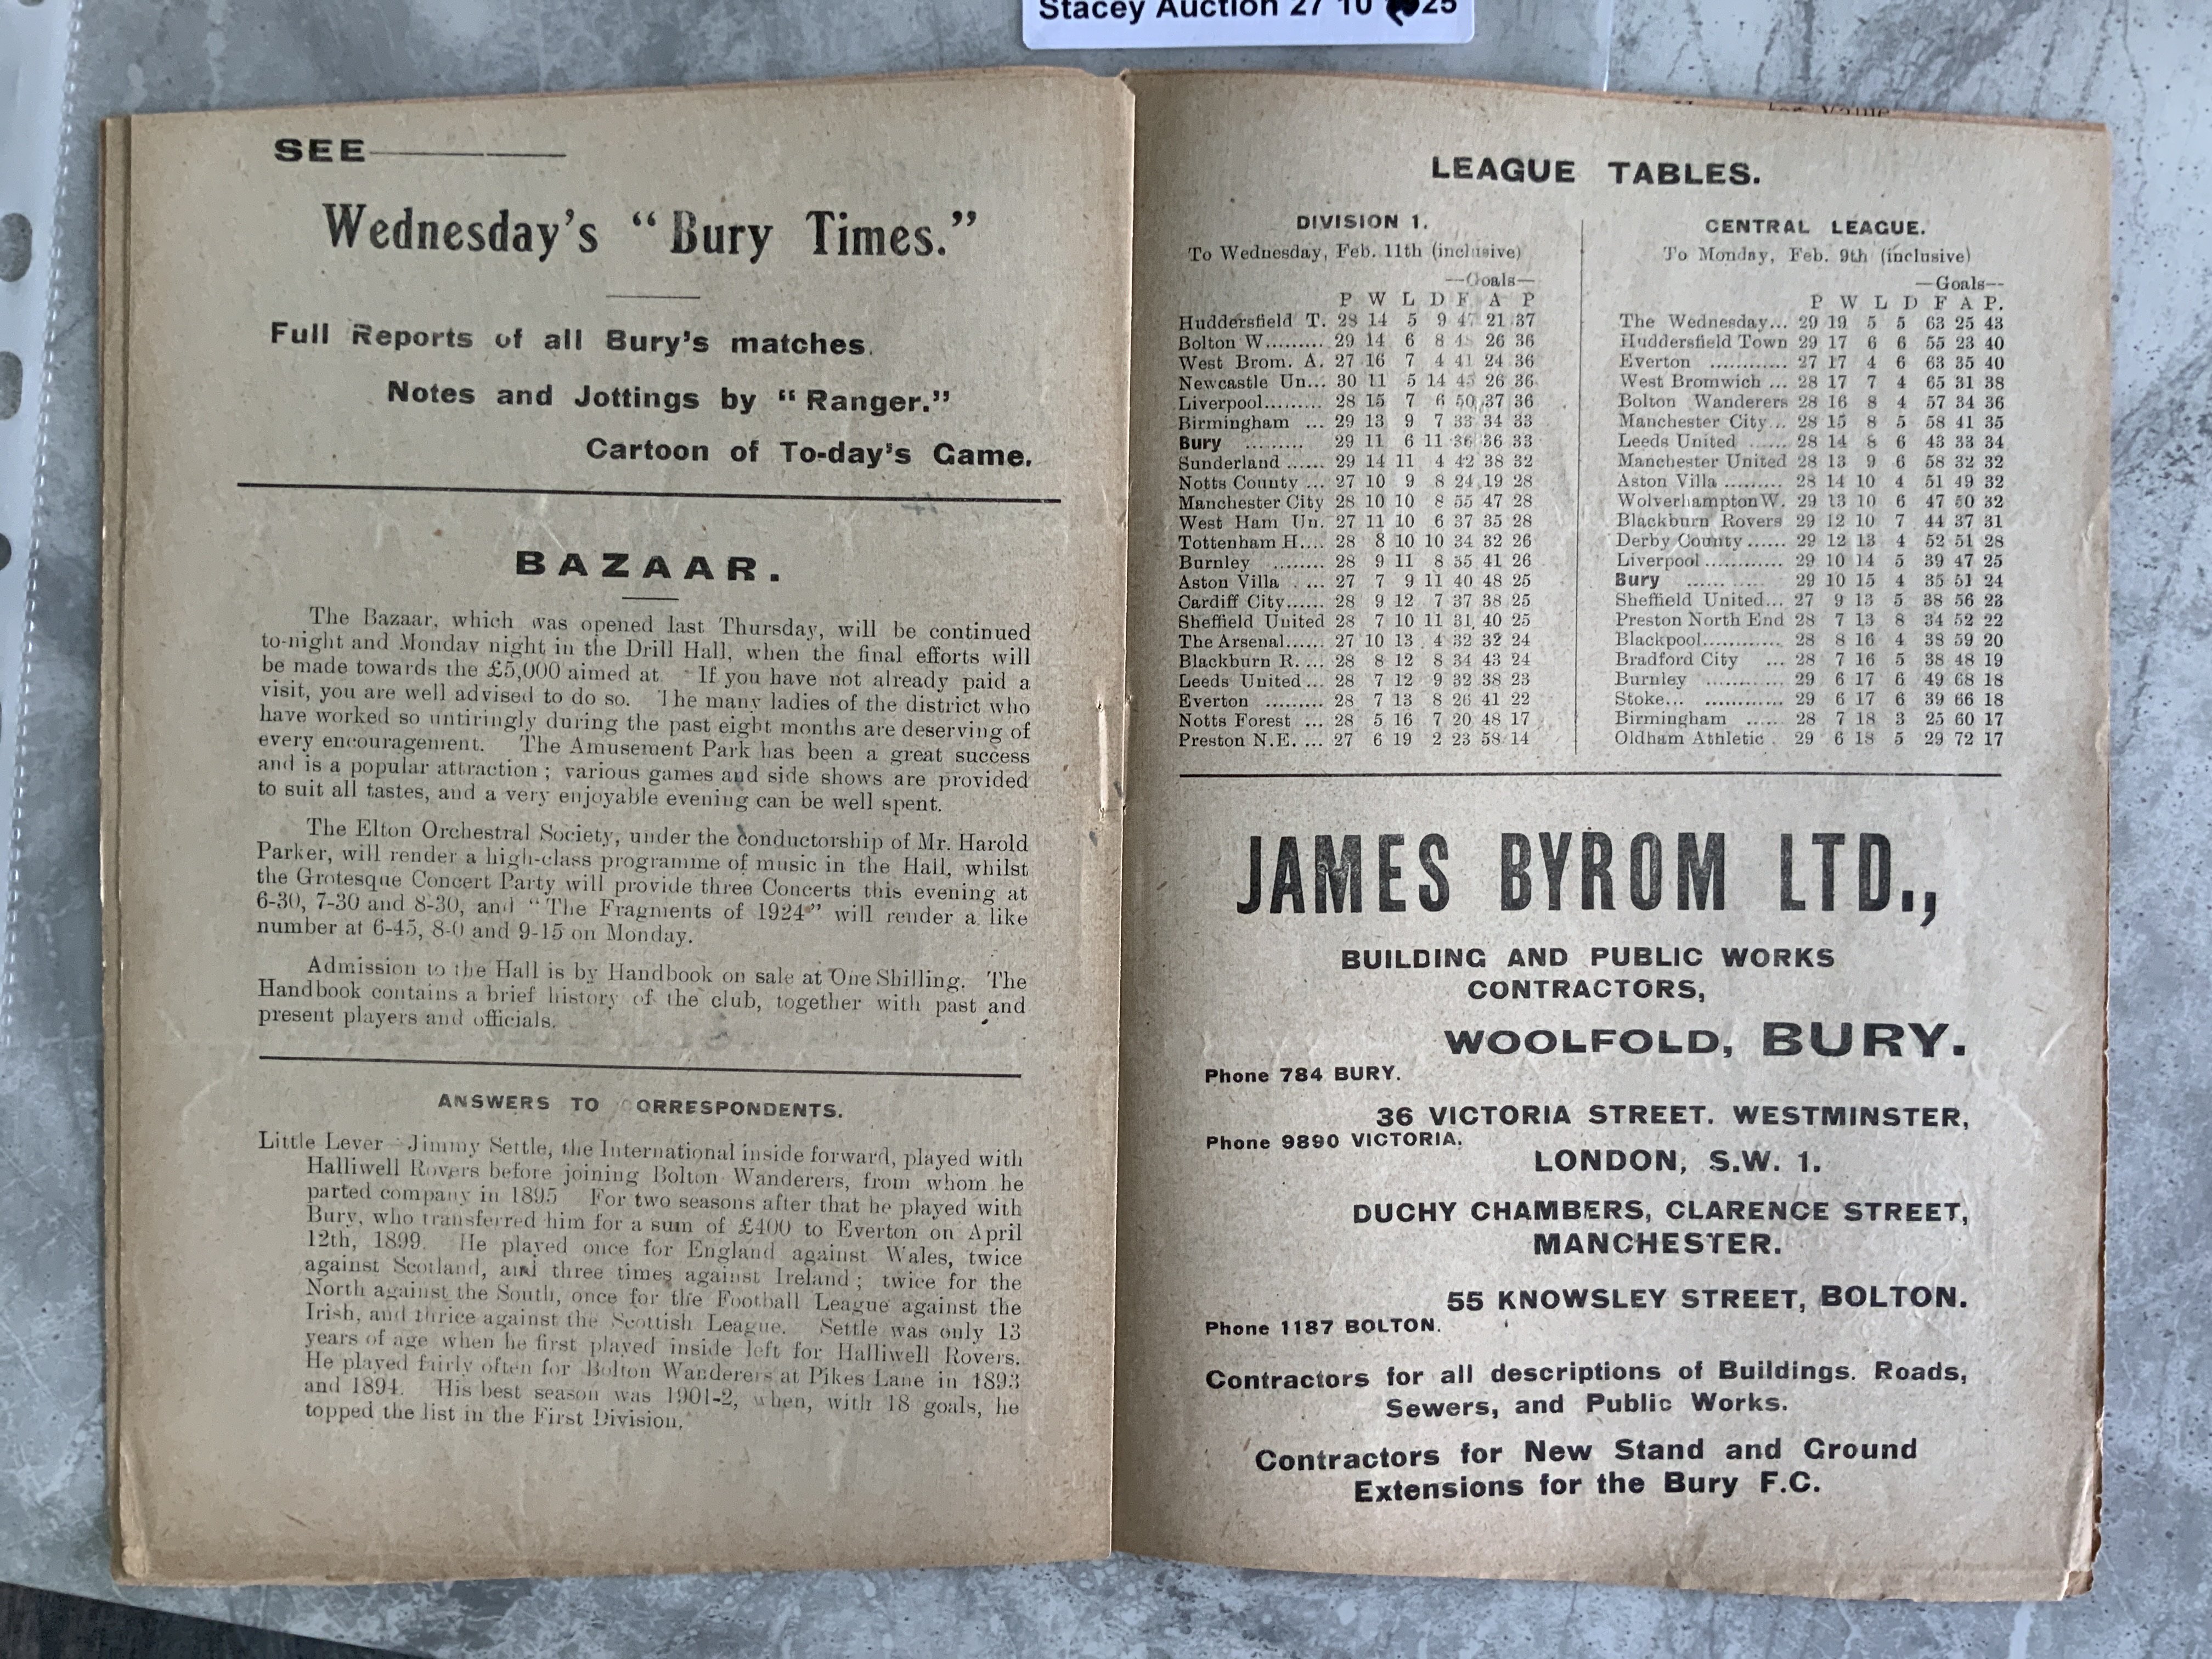 Stacey Auction 27 10 25
SEE
Wednesday's "Bury Times."
Full Reports of all Bury's matches.
Notes and Jottings by "Ranger."
Cartoon of To-day's Game.
BAZAAR.
The Bazaar, which was opened last Thursday, will be continued
to-night and Monday night in the Drill Hall, when the final efforts will
be made towards the £5,000 aimed at. If you have not already paid a
visit, you are well advised to do so. The many ladies of the district who
have worked so untiringly during the past eight months are deserving of
every encouragement. The Amusement Park has been a great success
and is a popular attraction; various games and side shows are provided
to suit all tastes, and a very enjoyable evening can be well spent.
The Elton Orchestral Society, under the conductorship of Mr. Harold
Parker, will render a high-class programme of music in the Hall, whilst
the Grotesque Concert Party will provide three Concerts this evening at
6-30, 7-30 and 8-30, and "The Fragments of 1924" will render a like
number at 6-45, 8-0 and 9-15 on Monday.
Admission to the Hall is by Handbook on sale at One Shilling. The
Handbook contains a brief history of the club, together with past and
present players and officials.
ANSWERS TO ORRESPONDENTS.
Little Lever—Jimmy Settle, the International inside forward, played with
Halliwell Rovers before joining Bolton Wanderers, from whom he
parted company in 1895 For two seasons after that he played with
Bury, who transferred him for a sum of £400 to Everton on April
12th, 1899. He played once for England against Wales, twice
against Scotland, and three times against Ireland; twice for the
North against the South, once for the Football League against the
Irish, and thrice against the Scottish League. Settle was only 13
years of age when he first played inside left for Halliwell Rovers.
He played fairly often for Bolton Wanderers at Pikes Lane in 1893
and 1894. His best season was 1901-2, when, with 18 goals, he
topped the list in the First Division.
LEAGUE TABLES.
DIVISION 1.
To Wednesday, Feb. 11th (inclusive)
—Goals—
P W L D F A P
Huddersfield T. 28 14 5 9 47 21 37
Bolton W......... 29 14 6 8 26 36
West Brom. A. 27 16 7 4 41 24 36
Newcastle Un... 30 11 5 14 45 26 36
Liverpool......... 28 15 7 6 50 37 36
Birmingham ... 29 13 9 7 33 34 33
Bury ......... 29 11 6 11 36 36 33
Sunderland ...... 29 14 11 4 42 38 32
Notts County ... 27 10 9 8 24 19 28
Manchester City 28 10 10 8 55 47 28
West Ham Un. 27 11 10 6 37 35 28
Tottenham H.... 28 8 10 10 34 32 26
Burnley ........ 28 9 11 8 35 41 26
Aston Villa . ... 27 7 9 11 40 48 25
Cardiff City...... 28 9 12 7 37 38 25
Sheffield United 28 7 10 11 31 40 25
The Arsenal...... 27 10 13 4 32 32 24
Blackburn R. ... 28 8 12 8 34 43 24
Leeds United ... 28 7 12 9 32 38 23
Everton ......... 28 7 13 8 26 41 22
Notts Forest ... 28 5 16 7 20 48 17
Preston N.E. ... 27 6 19 2 23 58 14
CENTRAL LEAGUE.
To Monday, Feb. 9th (inclusive)
—Goals—
P W L D F A P.
The Wednesday... 29 19 5 5 63 25 43
Huddersfield Town 29 17 6 6 55 23 40
Everton ............ 27 17 4 6 63 35 40
West Bromwich ... 28 17 7 4 65 31 38
Bolton Wanderers 28 16 8 4 57 34 36
Manchester City... 28 15 8 5 58 41 35
Leeds United ...... 28 14 8 6 43 33 34
Manchester United 28 13 9 6 58 32 32
Aston Villa ......... 28 14 10 4 51 49 32
Wolverhampton W. 29 13 10 6 47 50 32
Blackburn Rovers 29 12 10 7 44 37 31
Derby County ...... 29 12 13 4 52 51 28
Liverpool ............ 29 10 14 5 39 47 25
Bury ...... ..... 29 10 15 4 35 51 24
Sheffield United... 27 9 13 5 38 56 23
Preston North End 28 7 13 8 34 52 22
Blackpool............ 28 8 16 4 38 59 20
Bradford City ... 28 7 16 5 38 48 19
Burnley ............ 29 6 17 6 49 68 18
Stoke... ............ 29 6 17 6 39 66 18
Birmingham ...... 28 7 18 3 25 60 17
Oldham Athletic . 29 6 18 5 29 72 17
JAMES BYROM LTD.,
BUILDING AND PUBLIC WORKS
CONTRACTORS,
WOOLFOLD, BURY.
Phone 784 BURY.
36 VICTORIA STREET. WESTMINSTER,
Phone 9890 VICTORIA.
LONDON, S.W. 1.
DUCHY CHAMBERS, CLARENCE STREET,
MANCHESTER.
55 KNOWSLEY STREET, BOLTON.
Phone 1187 BOLTON.
Contractors for all descriptions of Buildings. Roads,
Sewers, and Public Works.
Contractors for New Stand and Ground
Extensions for the Bury F.C.